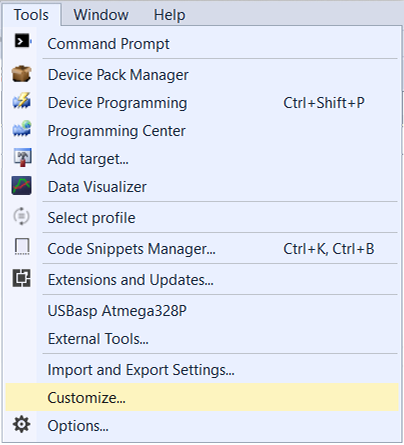 Tools Window Help
Command Prompt
Device Pack Manager
Device Programming Ctrl+Shift+P
Programming Center
Add target...
Data Visualizer
Select profile
Code Snippets Manager... Ctrl+K, Ctrl+B
Extensions and Updates...
USBasp Atmega328P
External Tools...
Import and Export Settings...
Customize...
Options...